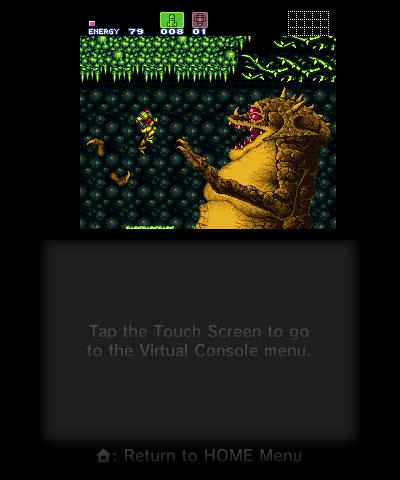 ENERGY 79 008 01
Tap the Touch Screen to go
to the Virtual Console menu.
: Return to HOME Menu